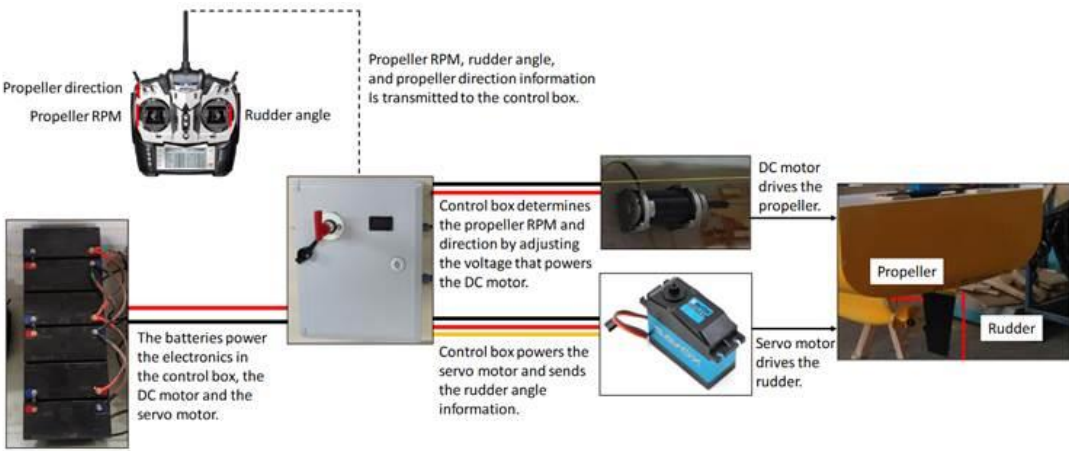 Propeller direction
Propeller RPM
Rudder angle
Propeller RPM, rudder angle,
and propeller direction information
Is transmitted to the control box.
Control box determines
the propeller RPM and
direction by adjusting
the voltage that powers
the DC motor.
DC motor
drives the
propeller.
Propeller
Rudder
The batteries power
the electronics in
the control box, the
DC motor and the
servo motor.
Control box powers the
servo motor and sends
the rudder angle
information.
Servo motor
drives the
rudder.